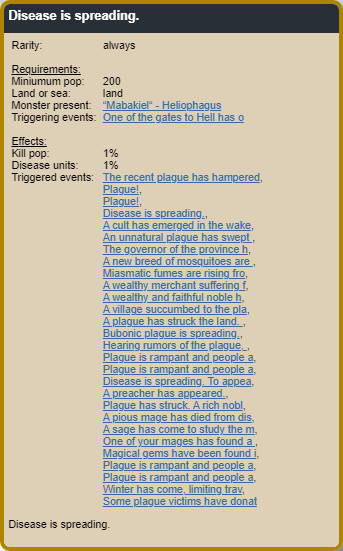 Disease is spreading.
Rarity: always
Requirements:
Miniumum pop: 200
Land or sea: land
Monster present: “Mabakiel“ - Heliophagus
Triggering events: One of the gates to Hell has o
Effects:
Kill pop: 1%
Disease units: 1%
Triggered events: The recent plague has hampered,
Plague!,
Plague!,
Disease is spreading.,
A cult has emerged in the wake,
An unnatural plague has swept ,
The governor of the province h,
A new breed of mosquitoes are ,
Miasmatic fumes are rising fro,
A wealthy merchant suffering f,
A wealthy and faithful noble h,
A village succumbed to the pla,
A plague has struck the land. ,
Bubonic plague is spreading.,
Hearing rumors of the plague, ,
Plague is rampant and people a,
Plague is rampant and people a,
Disease is spreading. To appea,
A preacher has appeared.,
Plague has struck. A rich nobl,
A pious mage has died from dis,
A sage has come to study the m,
One of your mages has found a ,
Magical gems have been found i,
Plague is rampant and people a,
Plague is rampant and people a,
Winter has come, limiting trav,
Some plague victims have donat
Disease is spreading.